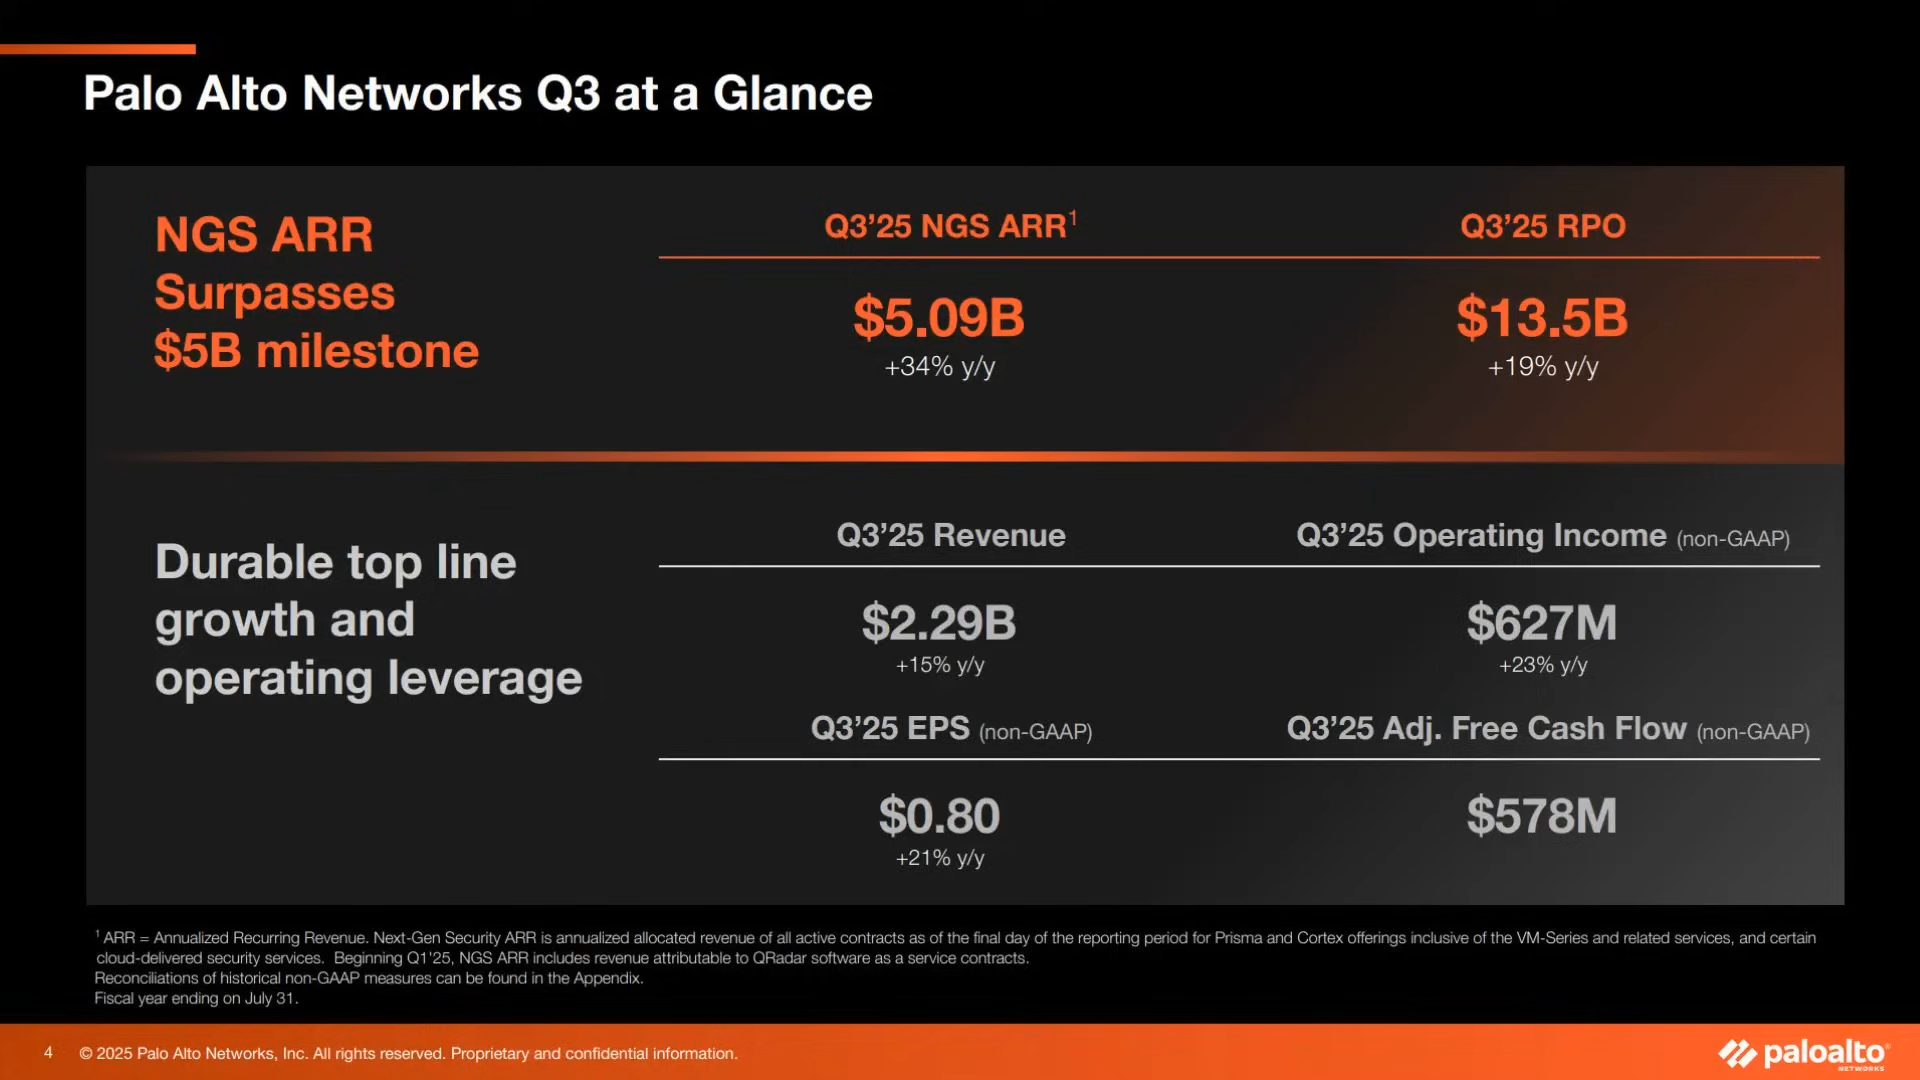 Palo Alto Networks Q3 at a Glance
NGS ARR
Surpasses
$5B milestone
Q3’25 NGS ARR¹
$5.09B
+34% y/y
Q3’25 RPO
$13.5B
+19% y/y
Durable top line
growth and
operating leverage
Q3’25 Revenue
$2.29B
+15% y/y
Q3’25 Operating Income (non-GAAP)
$627M
+23% y/y
Q3’25 EPS (non-GAAP)
$0.80
+21% y/y
Q3’25 Adj. Free Cash Flow (non-GAAP)
$578M
¹ ARR = Annualized Recurring Revenue. Next-Gen Security ARR is annualized allocated revenue of all active contracts as of the final day of the reporting period for Prisma and Cortex offerings inclusive of the VM-Series and related services, and certain
cloud-delivered security services. Beginning Q1'25, NGS ARR includes revenue attributable to QRadar software as a service contracts.
Reconciliations of historical non-GAAP measures can be found in the Appendix.
Fiscal year ending on July 31.
4 © 2025 Palo Alto Networks, Inc. All rights reserved. Proprietary and confidential information.
paloalto
NETWORKS